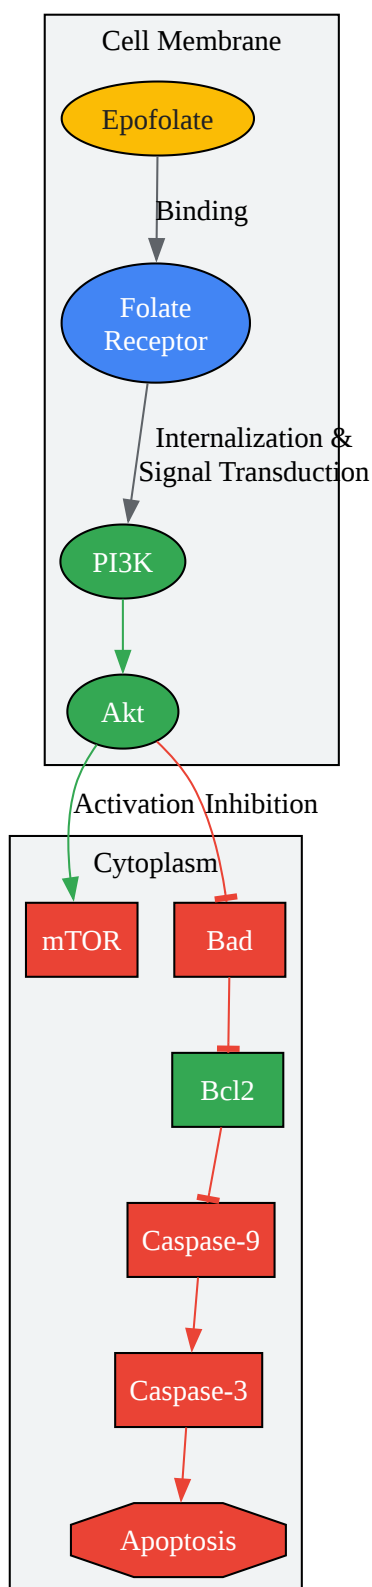 Cell Membrane
Epofolate
Binding
Folate
Receptor
Internalization &
Signal Transduction
PI3K
Akt
Activation
Inhibition
Cytoplasm
mTOR
Bad
Bcl2
Caspase-9
Caspase-3
Apoptosis